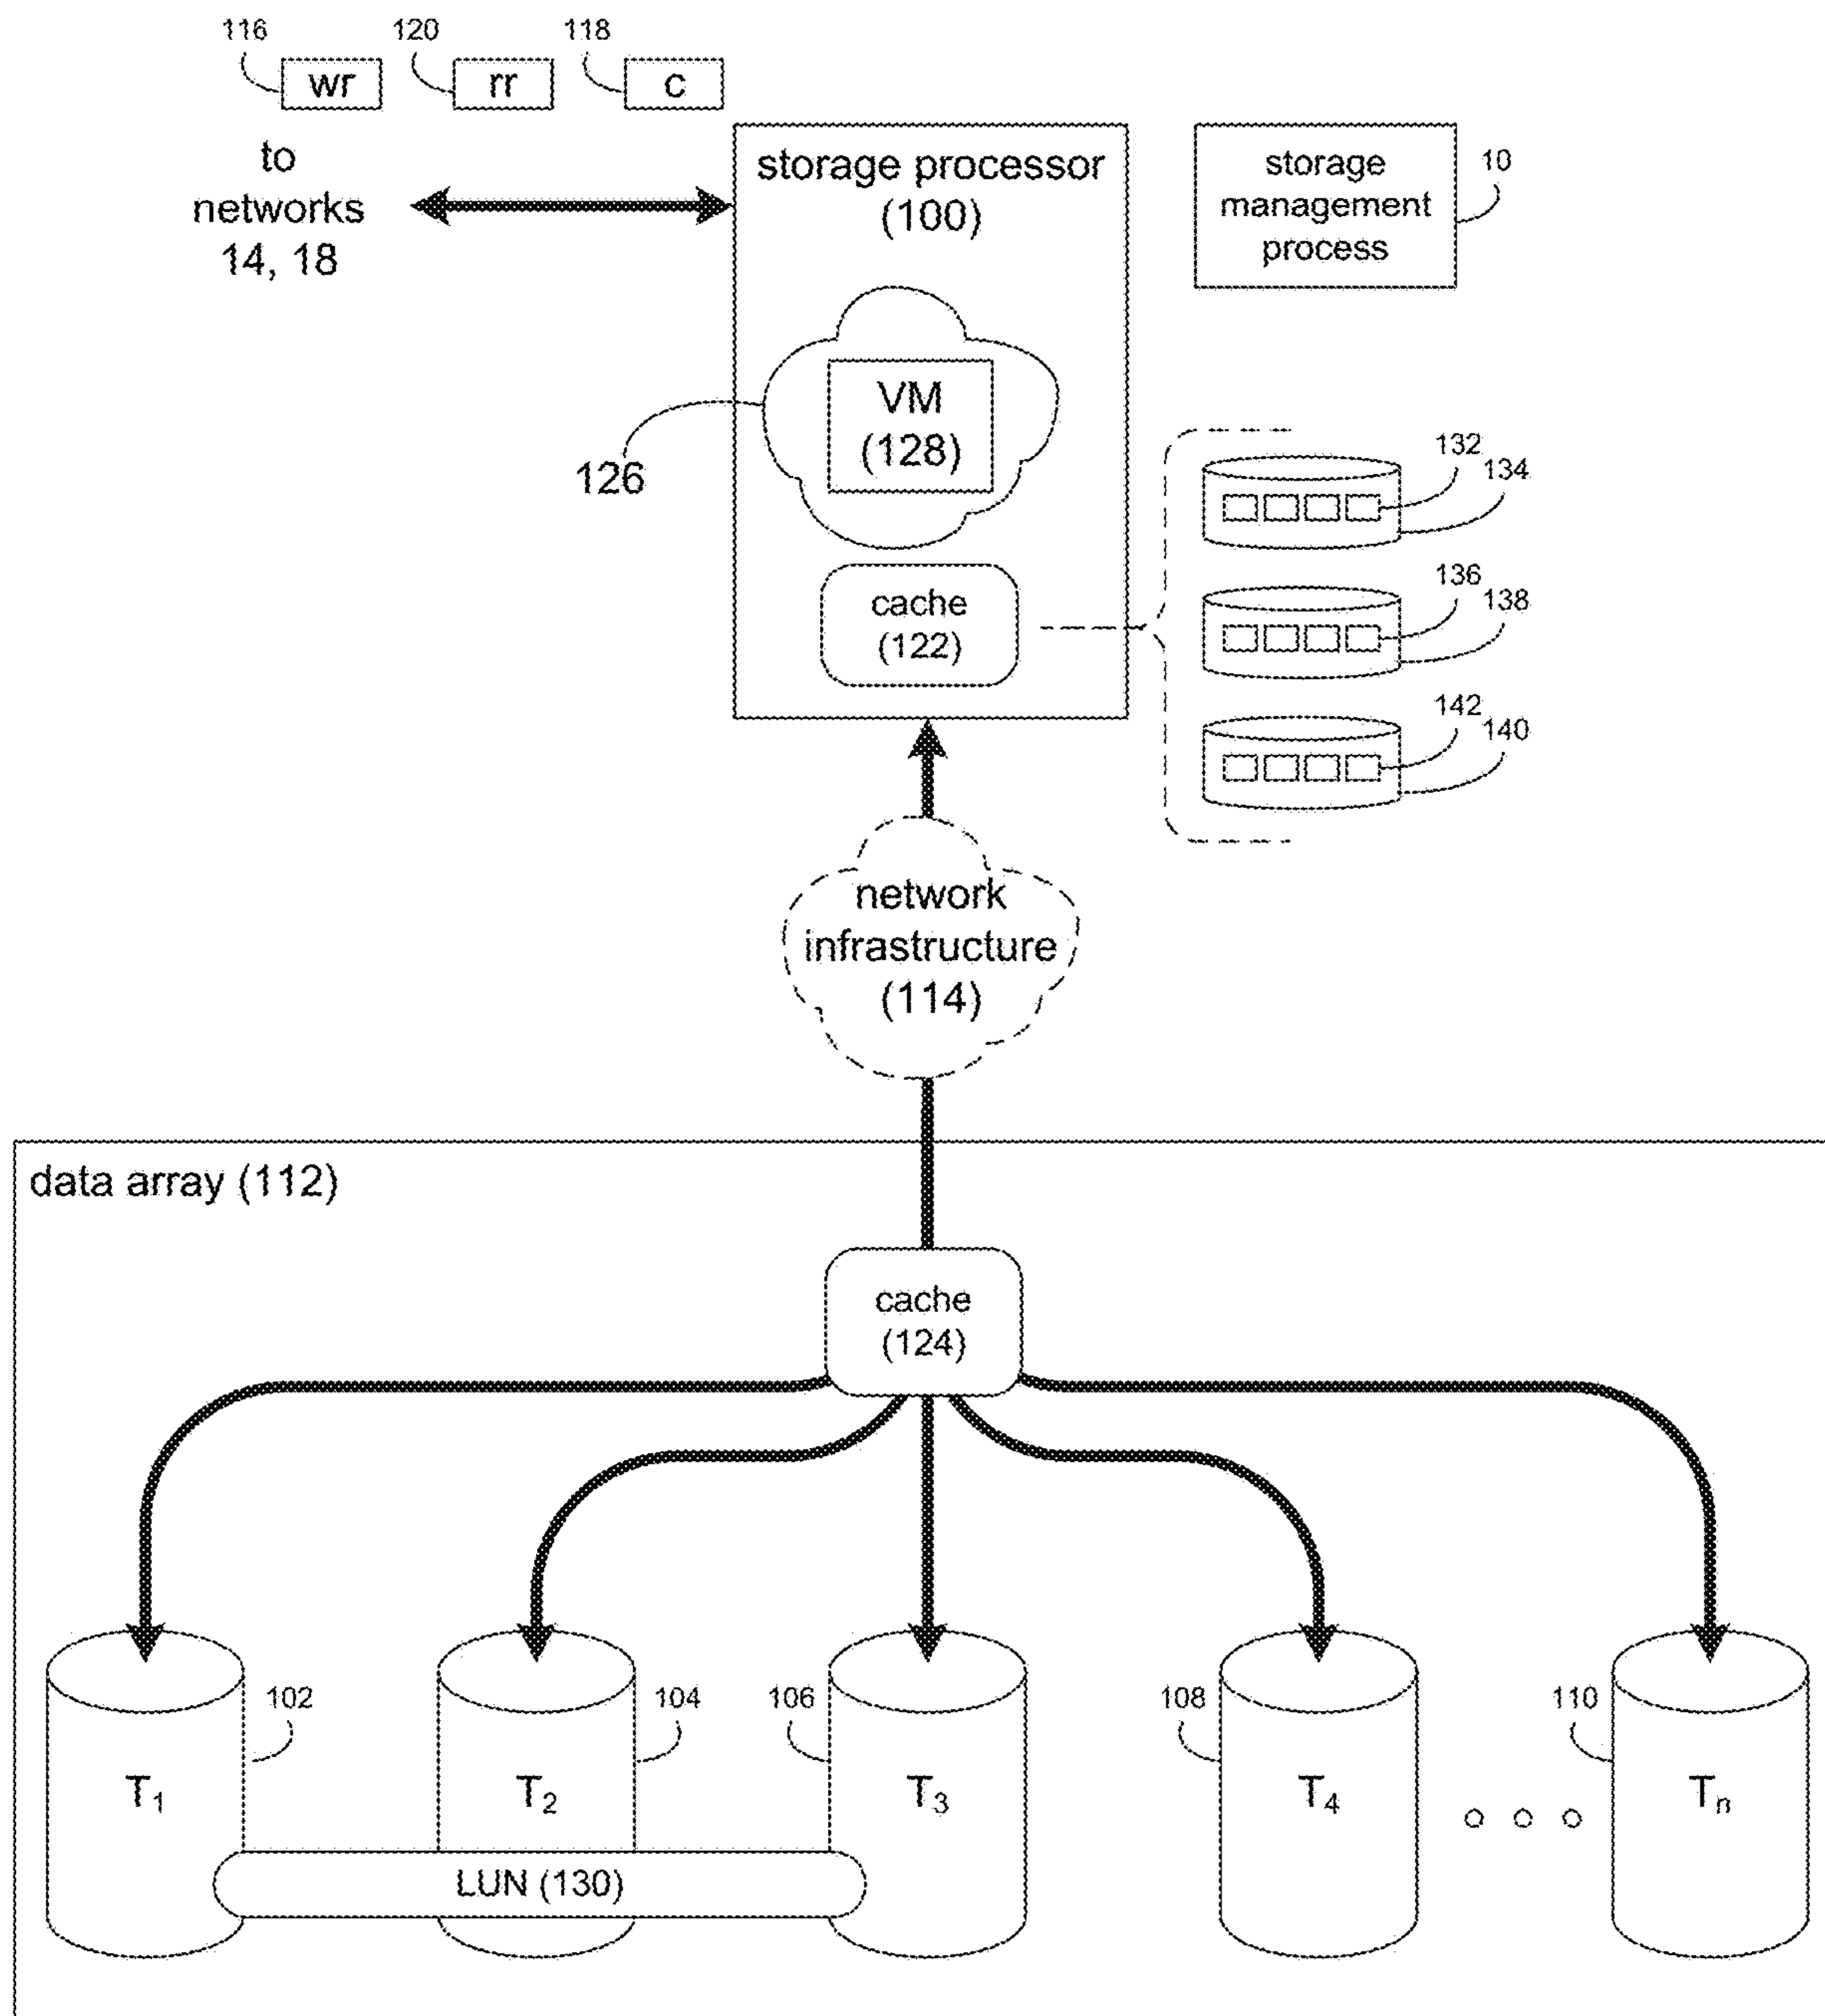 116
120
118
wr
rr
c
to
networks
14, 18
storage processor
(100)
storage
management
process
10
VM
(128)
126
cache
(122)
132
134
136
138
142
140
network
infrastructure
(114)
data array (112)
cache
(124)
102
104
106
108
110
T₁
T₂
T₃
T₄
Tₙ
LUN (130)